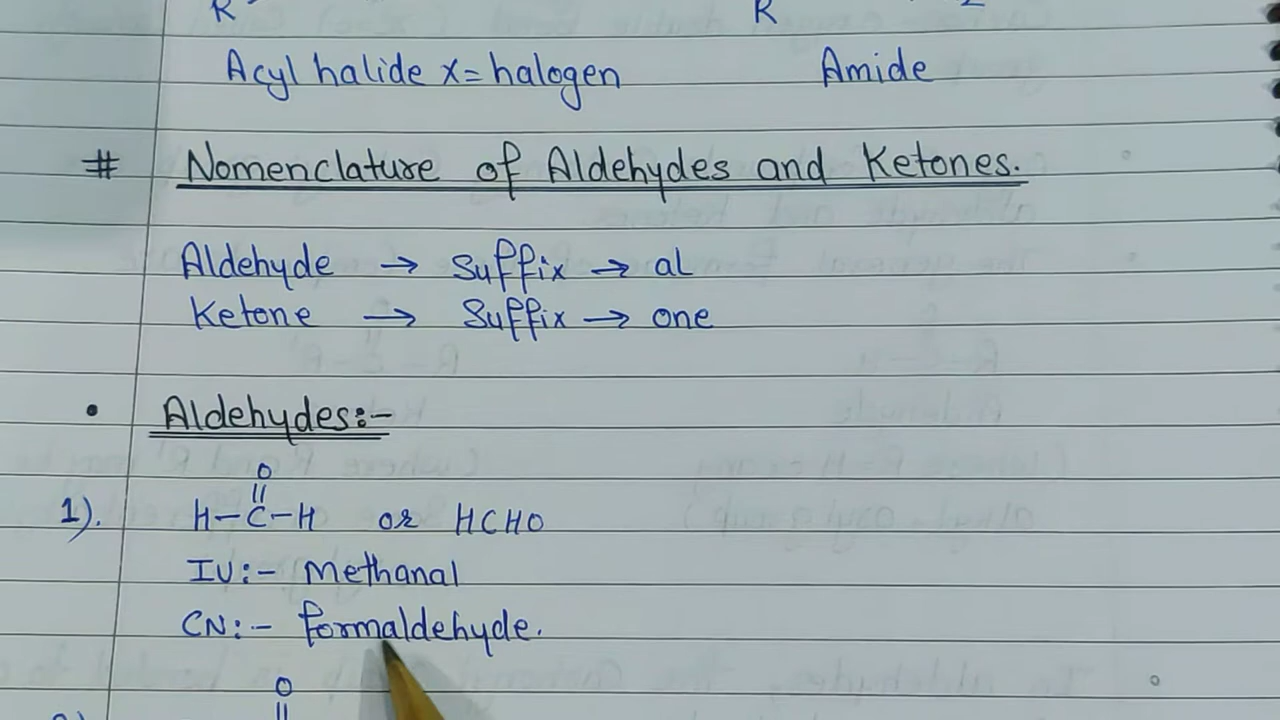 R R
Acyl halide x= halogen Amide
# Nomenclature of Aldehydes and Ketones.
Aldehyde → Suffix → al
Ketone → Suffix → one
• Aldehydes:-
O
||
1). H-C-H or HCHO
IU:- Methanal
CN:- formaldehyde.
O
||